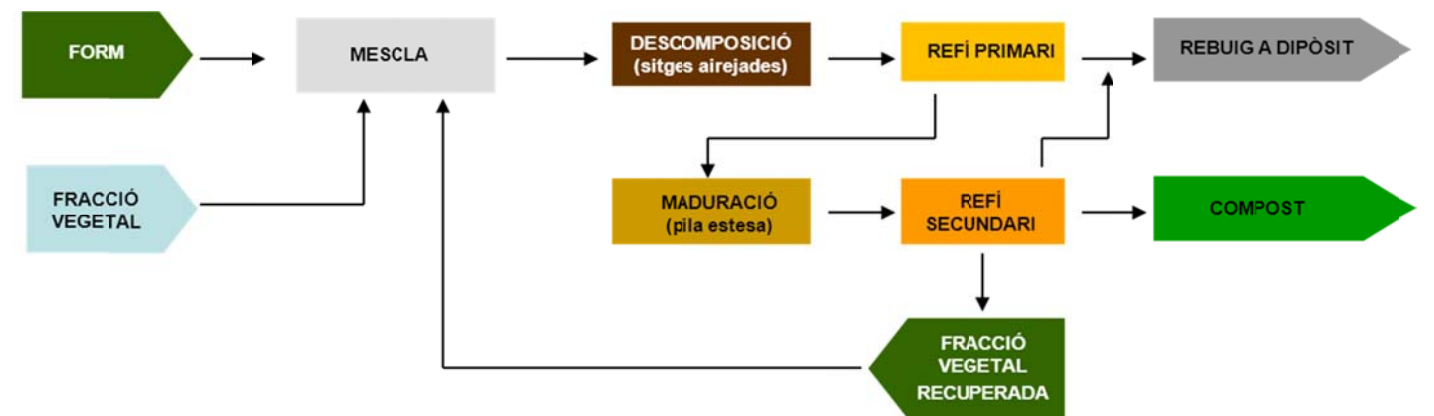 FORM
MESCLA
DESCOMPOSICIÓ
(sitges airejades)
REFÍ PRIMARI
REBUIG A DIPÒSIT
FRACCIÓ
VEGETAL
MADURACIÓ
(pila estesa)
REFÍ
SECUNDARI
COMPOST
FRACCIÓ
VEGETAL
RECUPERADA